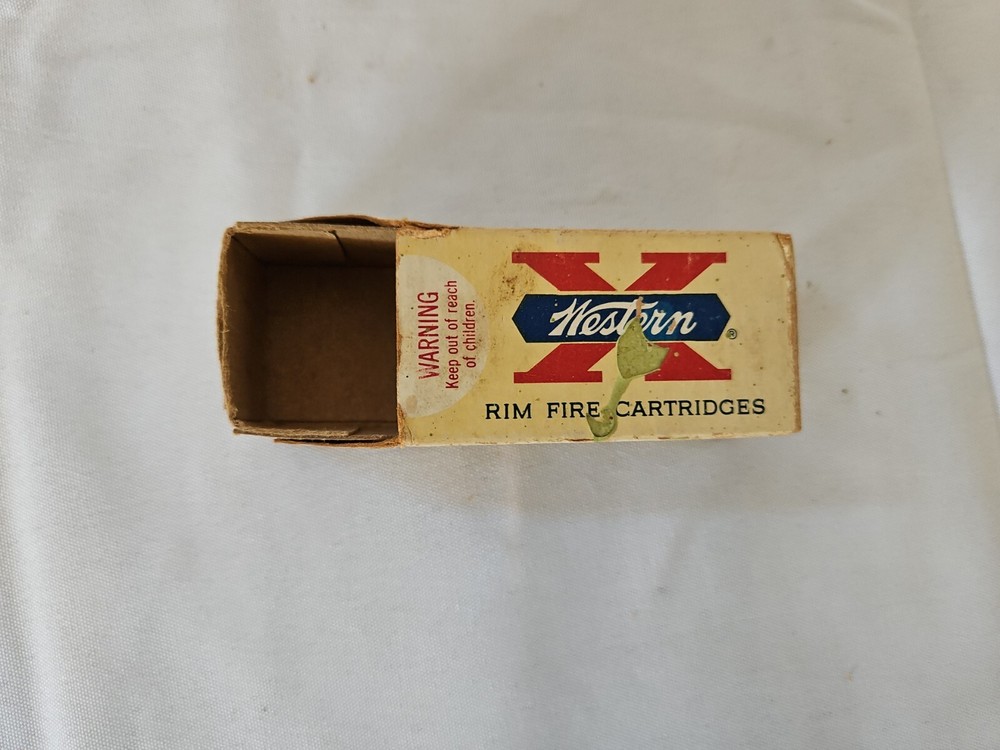 WARNING
Keep out of reach
of children.
X
Western
®
RIM FIRE CARTRIDGES